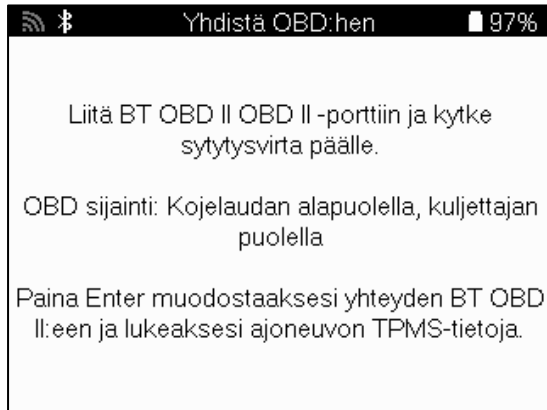 Yhdistä OBD:hen 97%
Liitä BT OBD II OBD II -porttiin ja kytke
sytytysvirta päälle.
OBD sijainti: Kojelaudan alapuolella, kuljettajan
puolella
Paina Enter muodostaaksesi yhteyden BT OBD
II:een ja lukeaksesi ajoneuvon TPMS-tietoja.